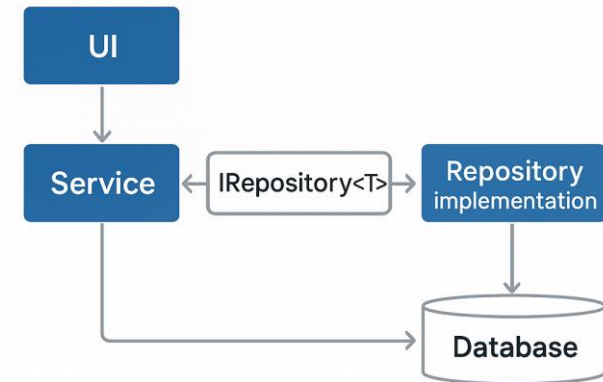 UI
Service
IRepository<T>
Repository
implementation
Database